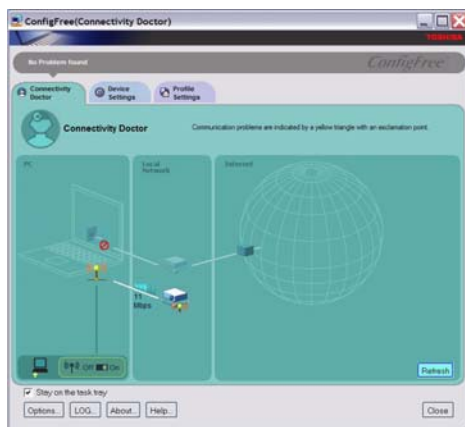 ConfigFree(Connectivity Doctor)
TOSHIBA
No Problem found
ConfigFree
Connectivity Doctor
Device Settings
Profile Settings
Connectivity Doctor
Communication problems are indicated by a yellow triangle with an exclamation point.
PC
Local Network
Internet
11 Mbps
Off On
Refresh
Stay on the task tray
Options...
LOG...
About...
Help...
Close